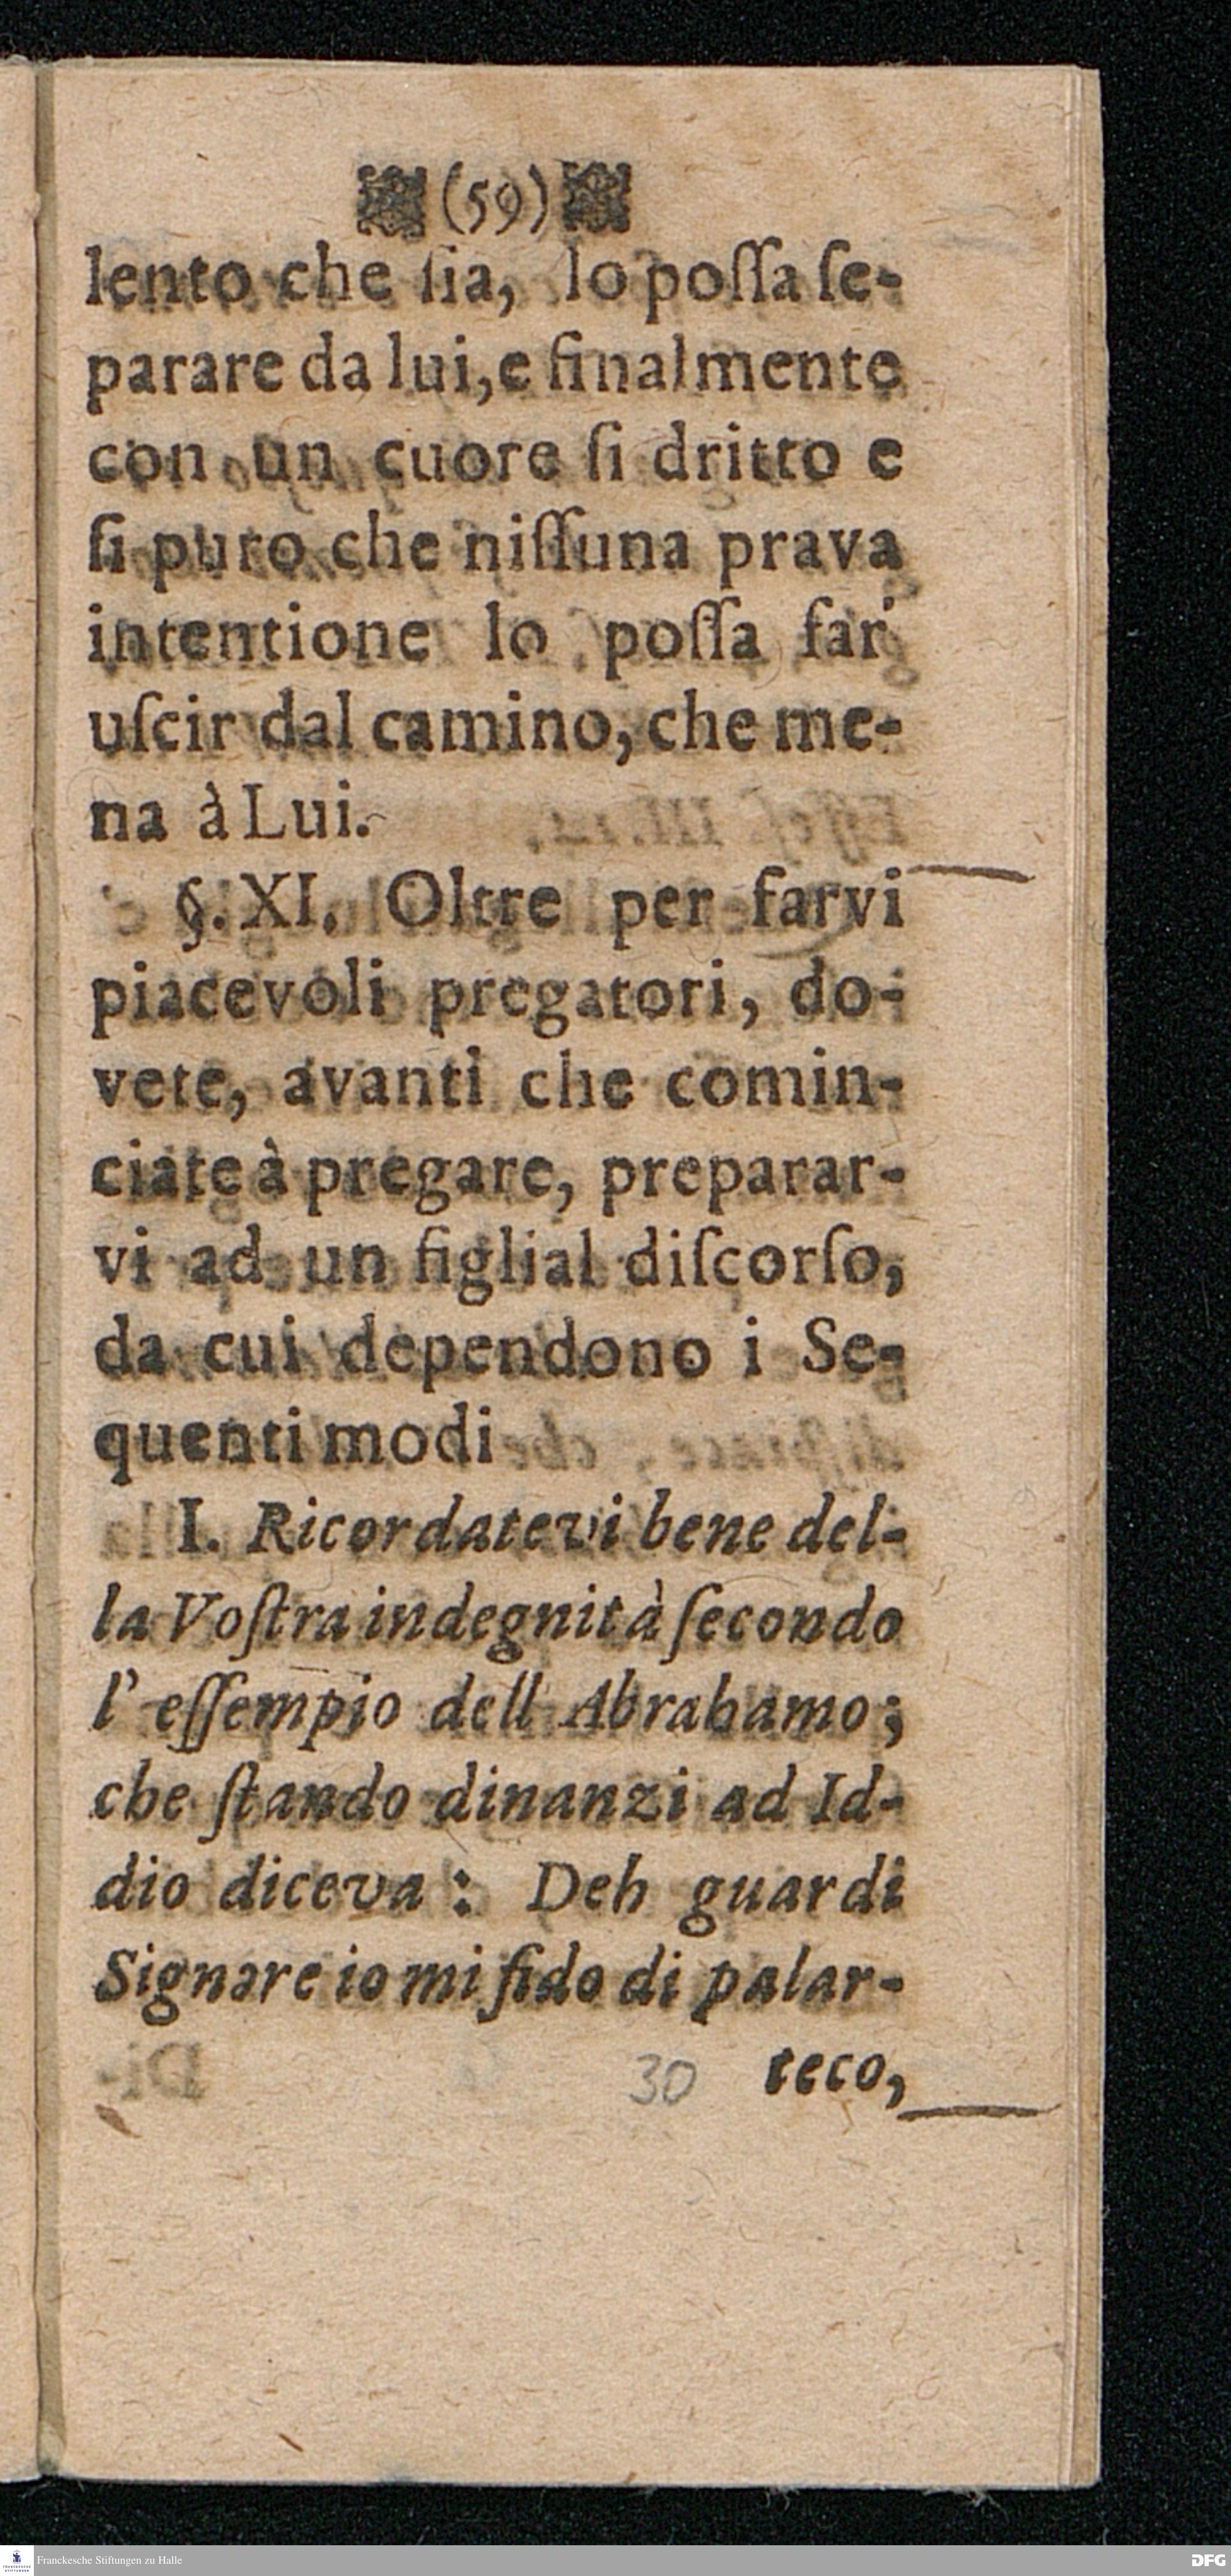 (59)
lento che ſia, lo poſſa ſe-
parare da lui, e finalmente
con un cuore ſi dritto e
ſi puro che niſſuna prava
intentione lo poſſa far'
uſcir dal camino, che me-
na à Lui.
§. XI. Oltre per farvi
piacevoli pregatori, do-
vete, avanti che comin-
ciate à pregare, preparar-
vi ad un figlial diſcorſo,
da cui dependono i Se-
quenti modi
I. Ricordatevi bene del-
la Voſtra indegnità ſecondo
l' eſſempio dell Abrahamo;
che ſtando dinanzi ad Id-
dio diceva: Deh guardi
Signore io mi fido di palar-
30 teco,
Franckesche Stiftungen zu Halle
DFG